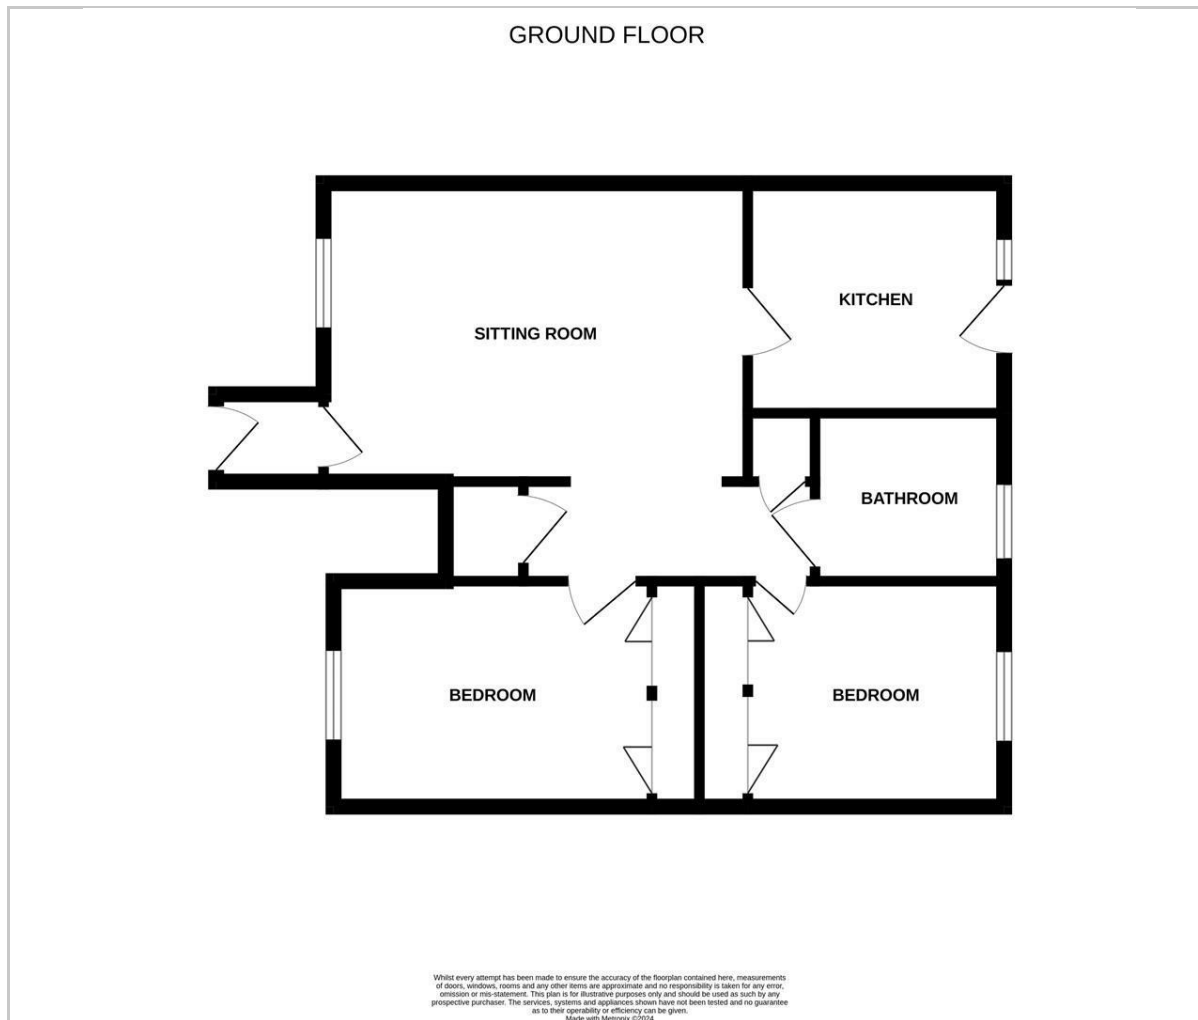 GROUND FLOOR
KITCHEN
SITTING ROOM
BATHROOM
BEDROOM
BEDROOM
Whilst every attempt has been made to ensure the accuracy of the floorplan contained here, measurements
of doors, windows, rooms and any other items are approximate and no responsibility is taken for any error,
omission or mis-statement. This plan is for illustrative purposes only and should be used as such by any
prospective purchaser. The services, systems and appliances shown have not been tested and no guarantee
as to their operability or efficiency can be given.
Made with Metropix ©2024